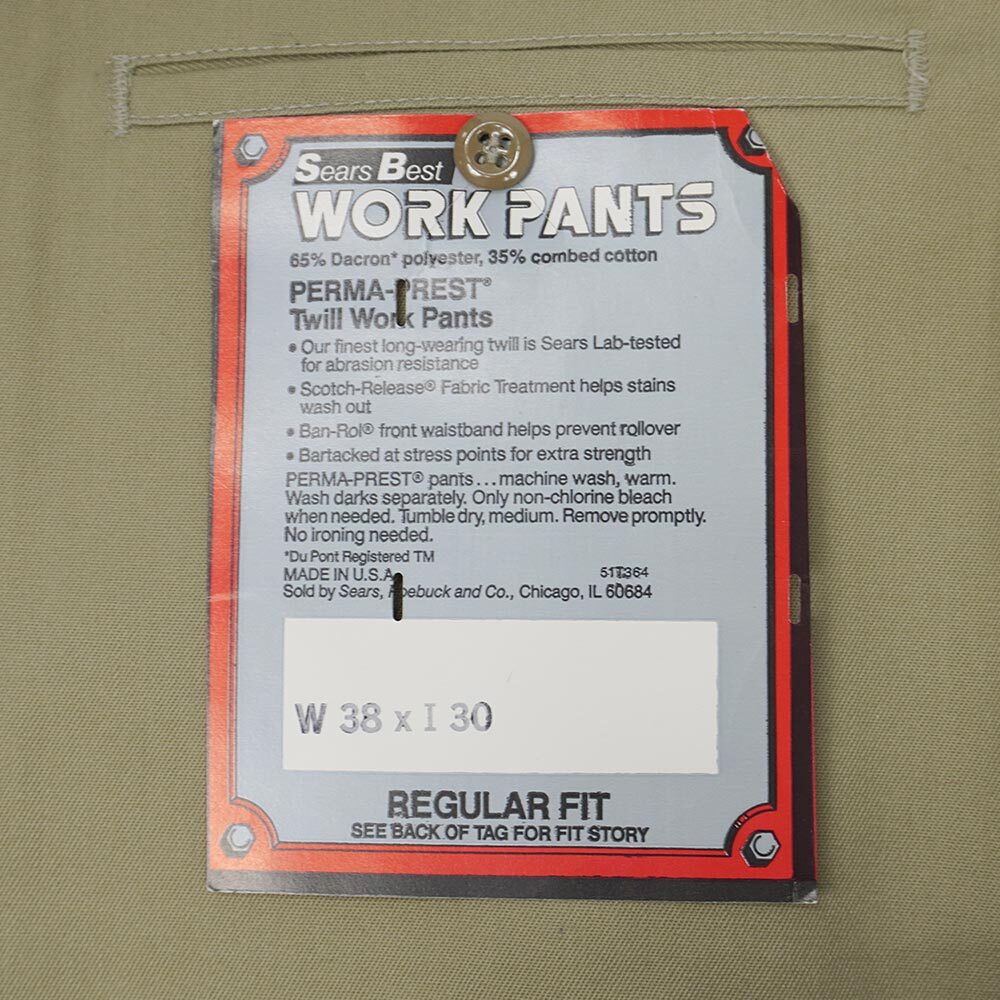 Sears Best
WORK PANTS
65% Dacron* polyester, 35% combed cotton
PERMA-PREST®
Twill Work Pants
• Our finest long-wearing twill is Sears Lab-tested
for abrasion resistance
• Scotch-Release® Fabric Treatment helps stains
wash out
• Ban-Rol® front waistband helps prevent rollover
• Bartacked at stress points for extra strength
PERMA-PREST® pants...machine wash, warm.
Wash darks separately. Only non-chlorine bleach
when needed. Tumble dry, medium. Remove promptly.
No ironing needed.
*Du Pont Registered TM
MADE IN U.S.A. 51T364
Sold by Sears, Roebuck and Co., Chicago, IL 60684
W 38 x I 30
REGULAR FIT
SEE BACK OF TAG FOR FIT STORY